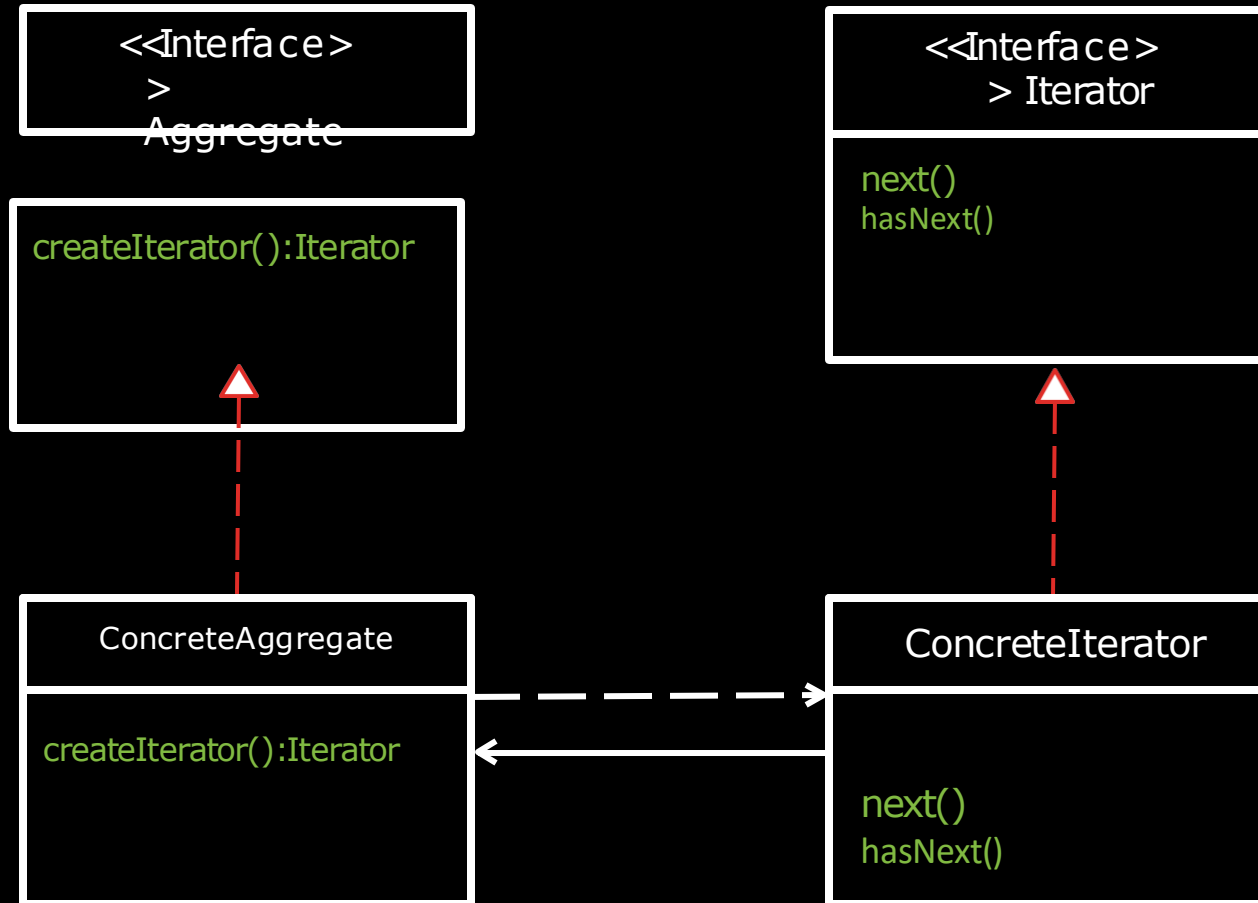 <<Interface>
>
Aggregate
createIterator():Iterator
<<Interface>
> Iterator
next()
hasNext()
ConcreteAggregate
createIterator():Iterator
ConcreteIterator
next()
hasNext()